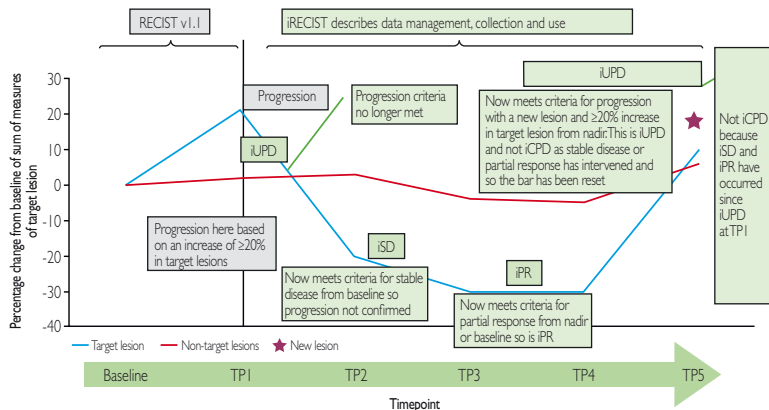 RECIST v1.1
iRECIST describes data management, collection and use
Percentage change from baseline of sum of measures
of target lesion
30
20
10
0
-10
-20
-30
-40
Progression
iUPD
Progression criteria
no longer met
iUPD
Now meets criteria for progression
with a new lesion and ≥20% increase
in target lesion from nadir.This is iUPD
and not iCPD as stable disease or
partial response has intervened and
so the bar has been reset
Not iCPD
because
iSD and
iPR have
occurred
since
iUPD
atTP1
Progression here based
on an increase of ≥20%
in target lesions
iSD
Now meets criteria for stable
disease from baseline so
progression not confirmed
iPR
Now meets criteria for
partial response from nadir
or baseline so is iPR
Target lesion
Non-target lesions
New lesion
Baseline
TP1
TP2
TP3
TP4
TP5
Timepoint